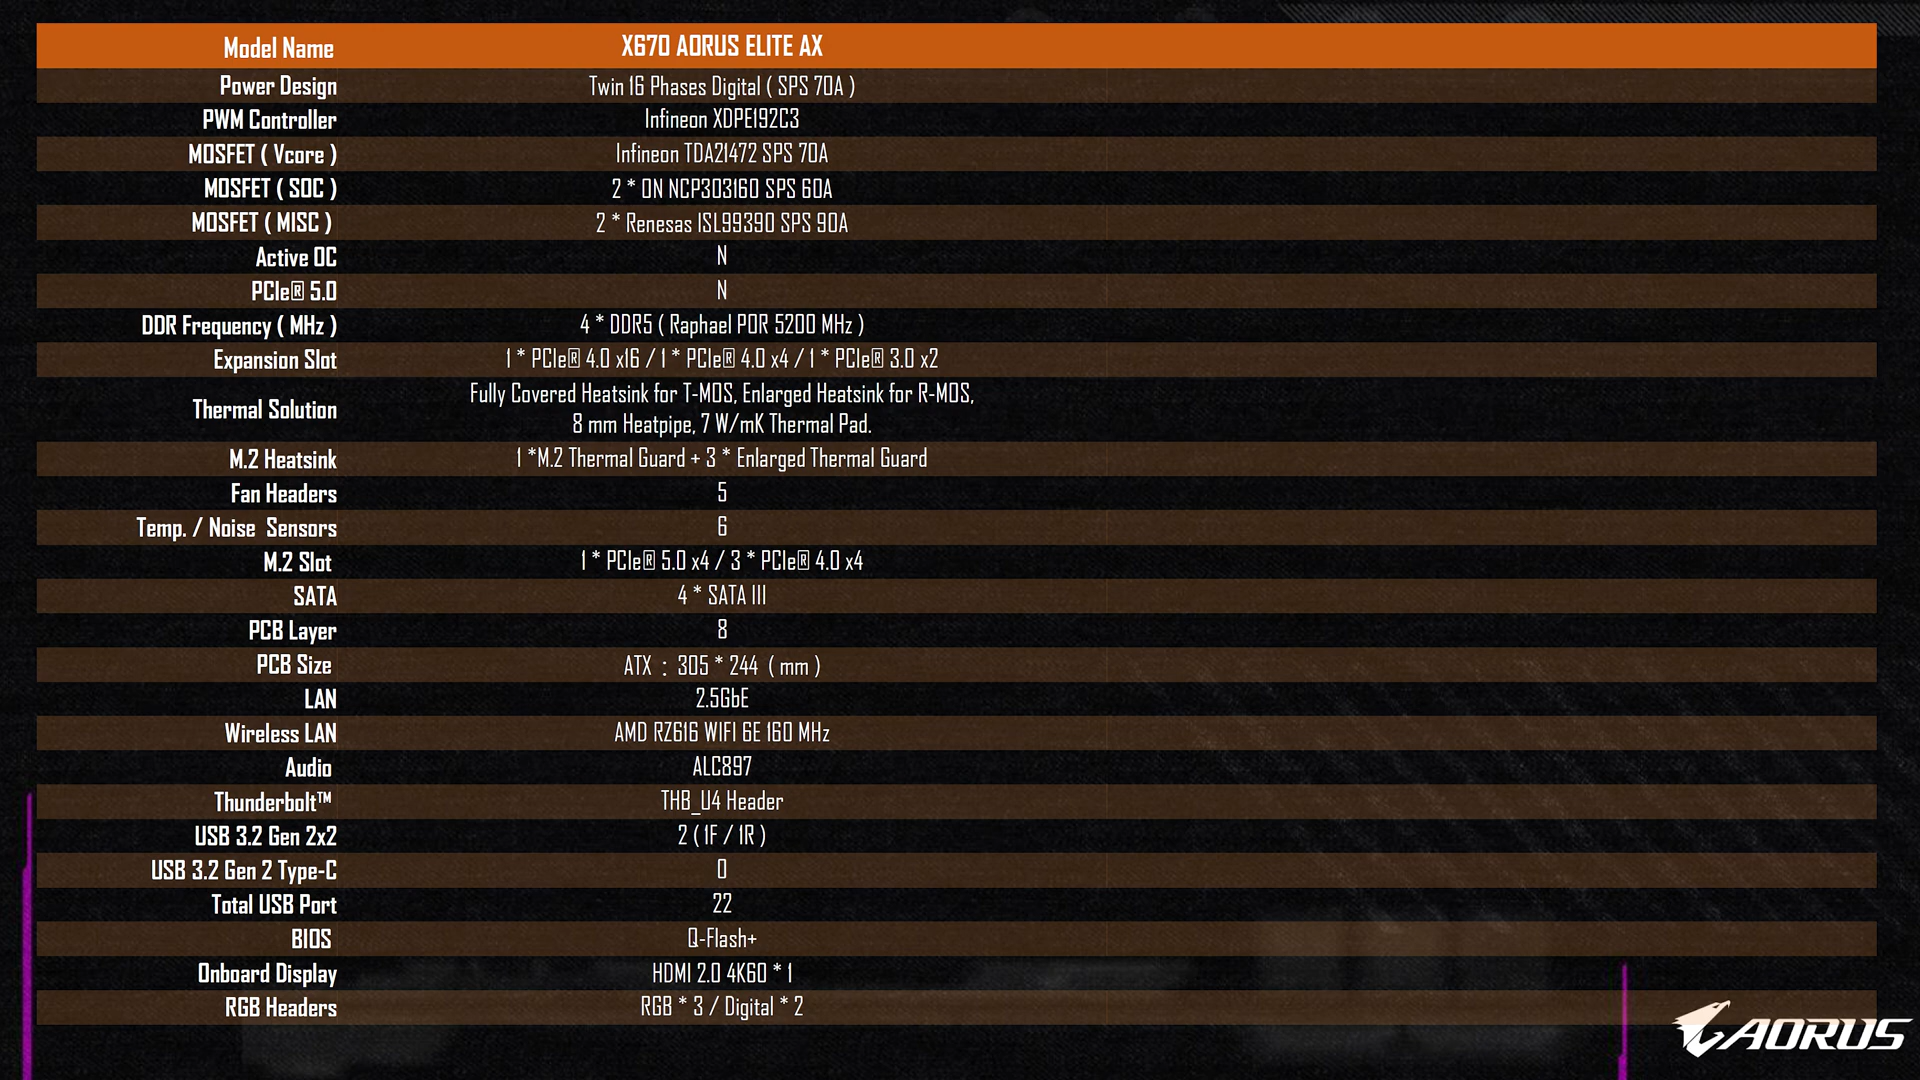 Model Name X670 AORUS ELITE AX
Power Design Twin 16 Phases Digital ( SPS 70A )
PWM Controller Infineon XDPE192C3
MOSFET ( Vcore ) Infineon TDA21472 SPS 70A
MOSFET ( SOC ) 2 * ON NCP303160 SPS 60A
MOSFET ( MISC ) 2 * Renesas ISL99390 SPS 90A
Active OC N
PCIe® 5.0 N
DDR Frequency ( MHz ) 4 * DDR5 ( Raphael POR 5200 MHz )
Expansion Slot 1 * PCIe® 4.0 x16 / 1 * PCIe® 4.0 x4 / 1 * PCIe® 3.0 x2
Thermal Solution Fully Covered Heatsink for T-MOS, Enlarged Heatsink for R-MOS,
8 mm Heatpipe, 7 W/mK Thermal Pad.
M.2 Heatsink 1 *M.2 Thermal Guard + 3 * Enlarged Thermal Guard
Fan Headers 5
Temp. / Noise Sensors 6
M.2 Slot 1 * PCIe® 5.0 x4 / 3 * PCIe® 4.0 x4
SATA 4 * SATA III
PCB Layer 8
PCB Size ATX : 305 * 244 ( mm )
LAN 2.5GbE
Wireless LAN AMD RZ616 WIFI 6E 160 MHz
Audio ALC897
Thunderbolt™ THB_U4 Header
USB 3.2 Gen 2x2 2 ( 1F / 1R )
USB 3.2 Gen 2 Type-C 0
Total USB Port 22
BIOS Q-Flash+
Onboard Display HDMI 2.0 4K60 * 1
RGB Headers RGB * 3 / Digital * 2
AORUS